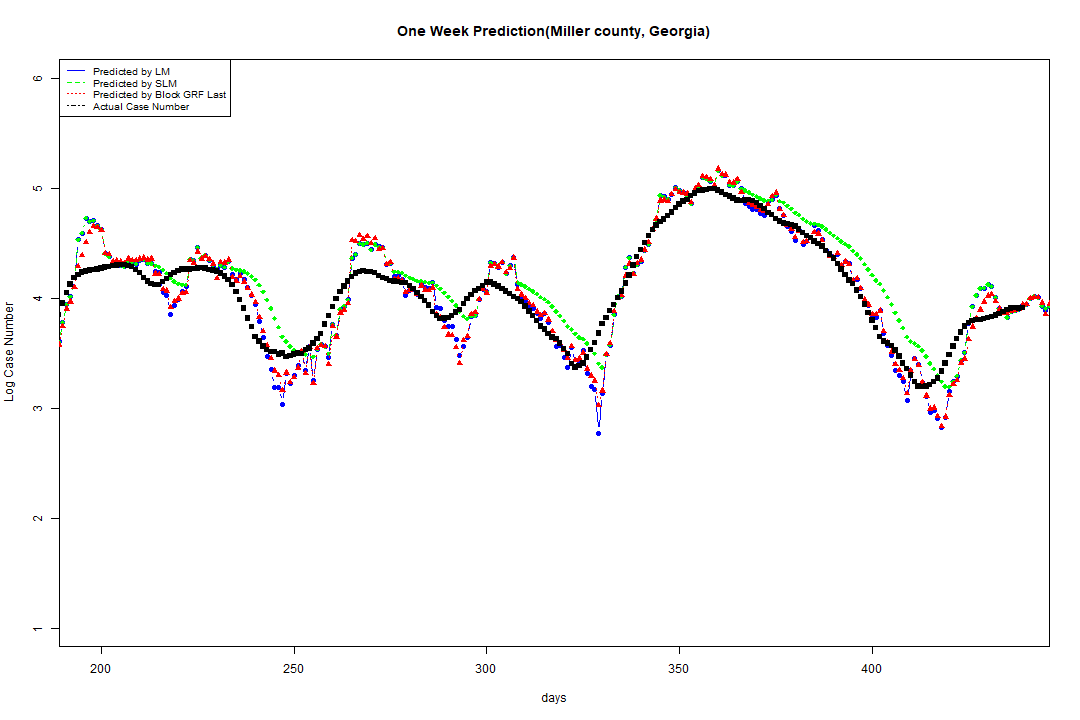 One Week Prediction(Miller county, Georgia)
Predicted by LM
Predicted by SLM
Predicted by Block GRF Last
Actual Case Number
6
5
4
3
2
1
Log Case Number
200 250 300 350 400
days